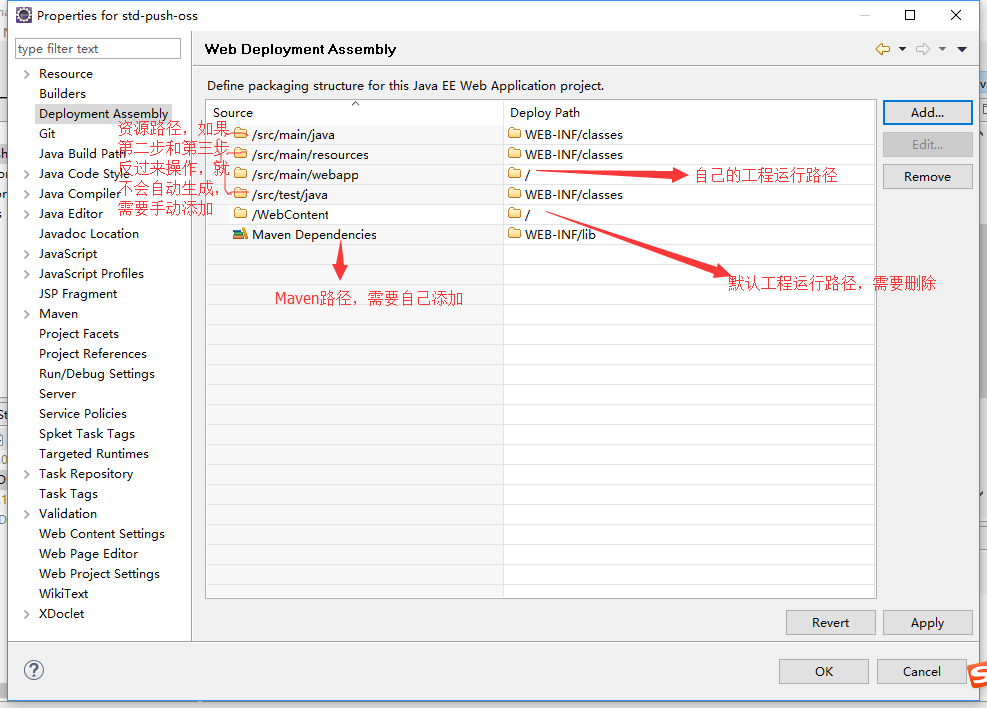 Properties for std-push-oss
type filter text
Resource
Builders
Deployment Assembly
Git
Java Build Path
Java Code Style
Java Compiler
Java Editor
Javadoc Location
JavaScript
JavaScript Profiles
JSP Fragment
Maven
Project Facets
Project References
Run/Debug Settings
Server
Service Policies
Spket Task Tags
Targeted Runtimes
Task Repository
Task Tags
Validation
Web Content Settings
Web Page Editor
Web Project Settings
WikiText
XDoclet
资源路径，如果
第二步和第三步
反过来操作，就
不会自动生成，
需要手动添加
Web Deployment Assembly
Define packaging structure for this Java EE Web Application project.
Source Deploy Path
/src/main/java WEB-INF/classes
/src/main/resources WEB-INF/classes
/src/main/webapp /
/src/test/java WEB-INF/classes
/WebContent /
Maven Dependencies WEB-INF/lib
自己的工程运行路径
默认工程运行路径，需要删除
Maven路径，需要自己添加
Add...
Edit...
Remove
Revert Apply
OK Cancel